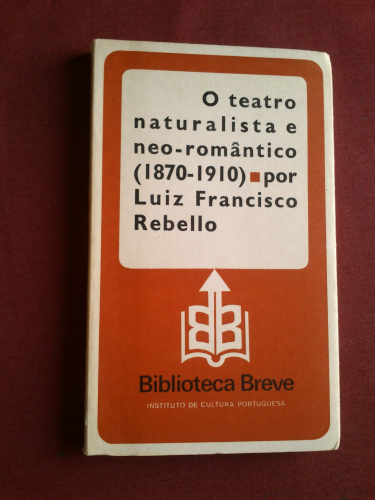 O teatro
naturalista e
neo-romântico
(1870-1910) ■ por
Luiz Francisco
Rebello
Biblioteca Breve
INSTITUTO DE CULTURA PORTUGUESA